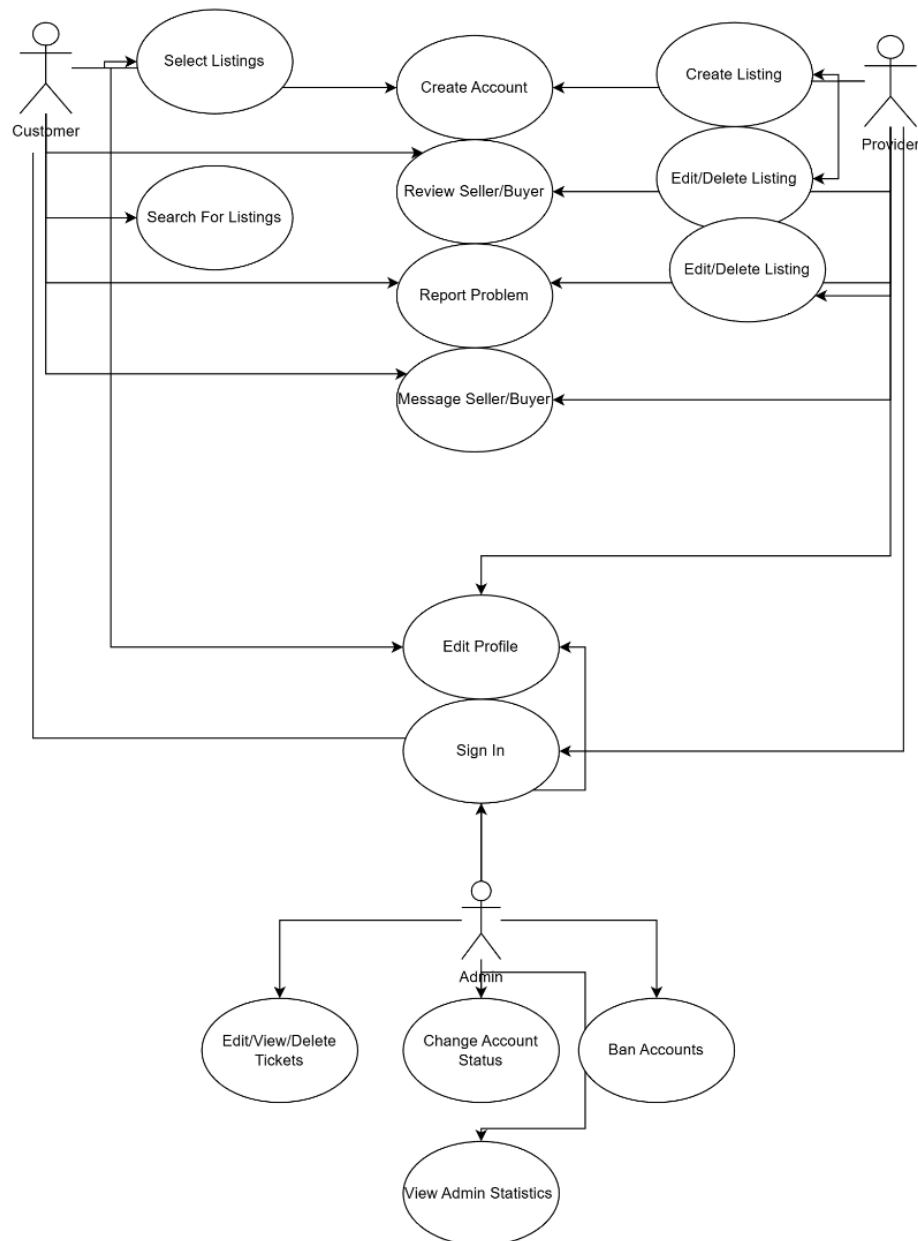 Select Listings
Create Listing
Create Account
Customer
Provider
Edit/Delete Listing
Review Seller/Buyer
Search For Listings
Edit/Delete Listing
Report Problem
Message Seller/Buyer
Edit Profile
Sign In
Admin
Edit/View/Delete
Tickets
Change Account
Status
Ban Accounts
View Admin Statistics